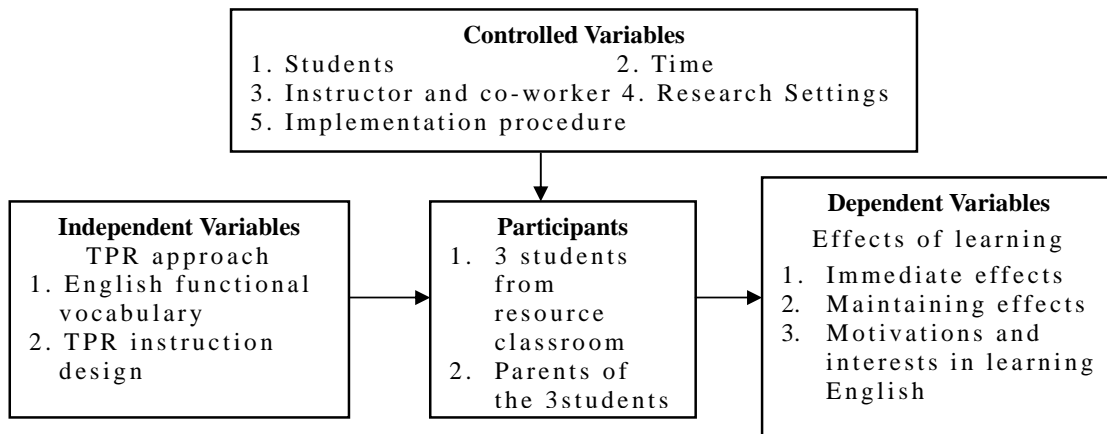 Controlled Variables
1. Students 2. Time
3. Instructor and co-worker 4. Research Settings
5. Implementation procedure
Independent Variables
TPR approach
1. English functional
vocabulary
2. TPR instruction
design
Participants
1. 3 students
from
resource
classroom
2. Parents of
the 3students
Dependent Variables
Effects of learning
1. Immediate effects
2. Maintaining effects
3. Motivations and
interests in learning
English